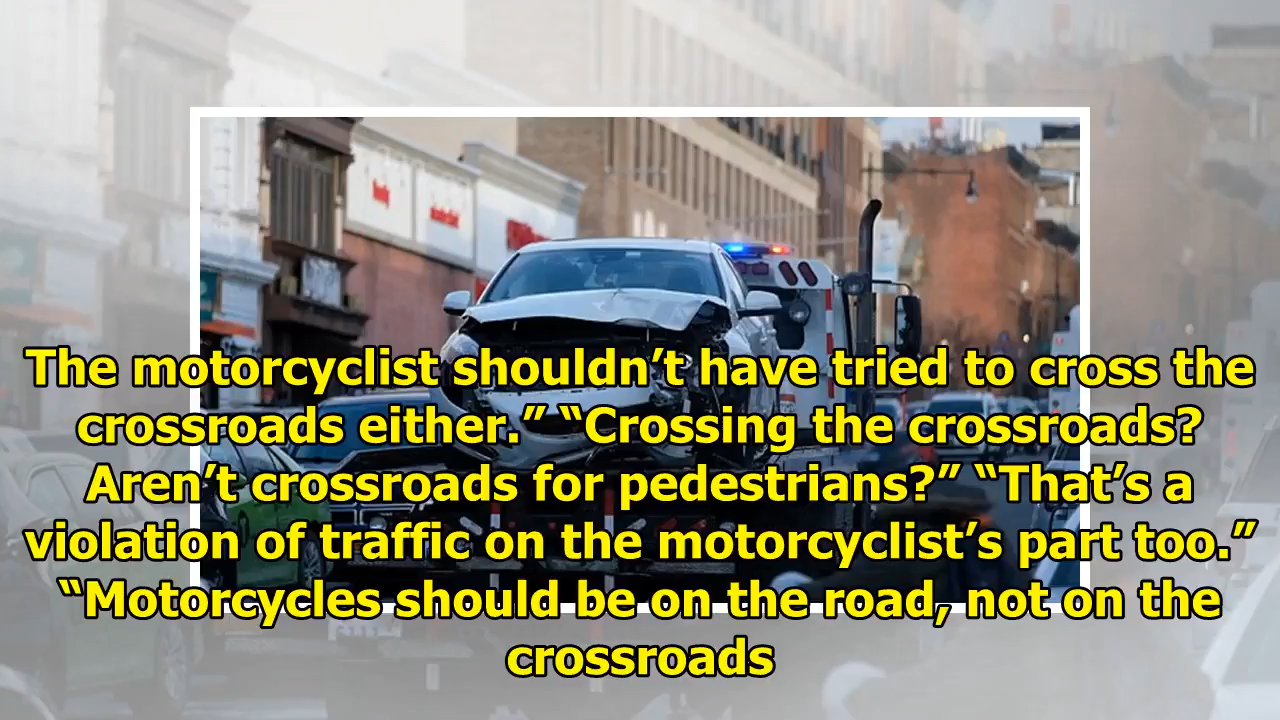 The motorcyclist shouldn’t have tried to cross the
crossroads either.” “Crossing the crossroads?
Aren’t crossroads for pedestrians?” “That’s a
violation of traffic on the motorcyclist’s part too.”
“Motorcycles should be on the road, not on the
crossroads